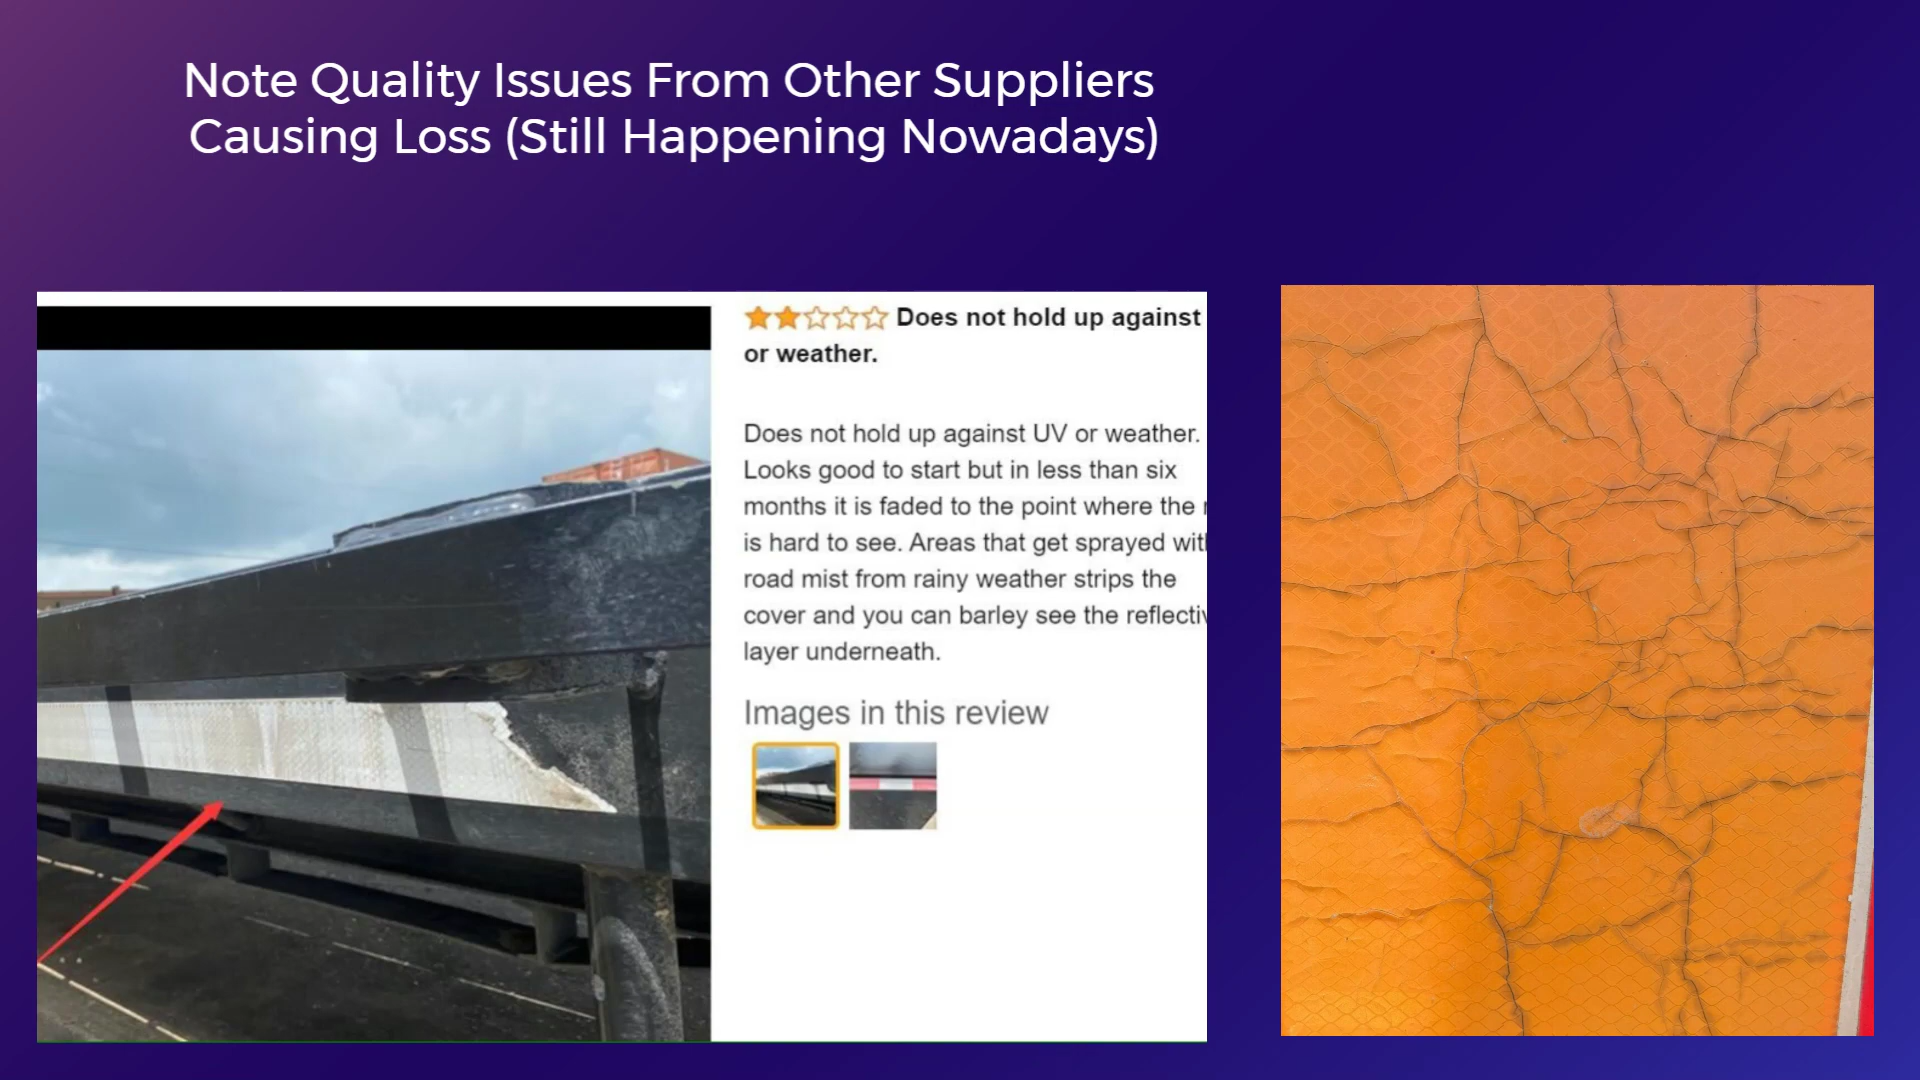 Note Quality Issues From Other Suppliers
Causing Loss (Still Happening Nowadays)
Does not hold up against
or weather.
Does not hold up against UV or weather.
Looks good to start but in less than six
months it is faded to the point where the
is hard to see. Areas that get sprayed with
road mist from rainy weather strips the
cover and you can barley see the reflectiv
layer underneath.
Images in this review